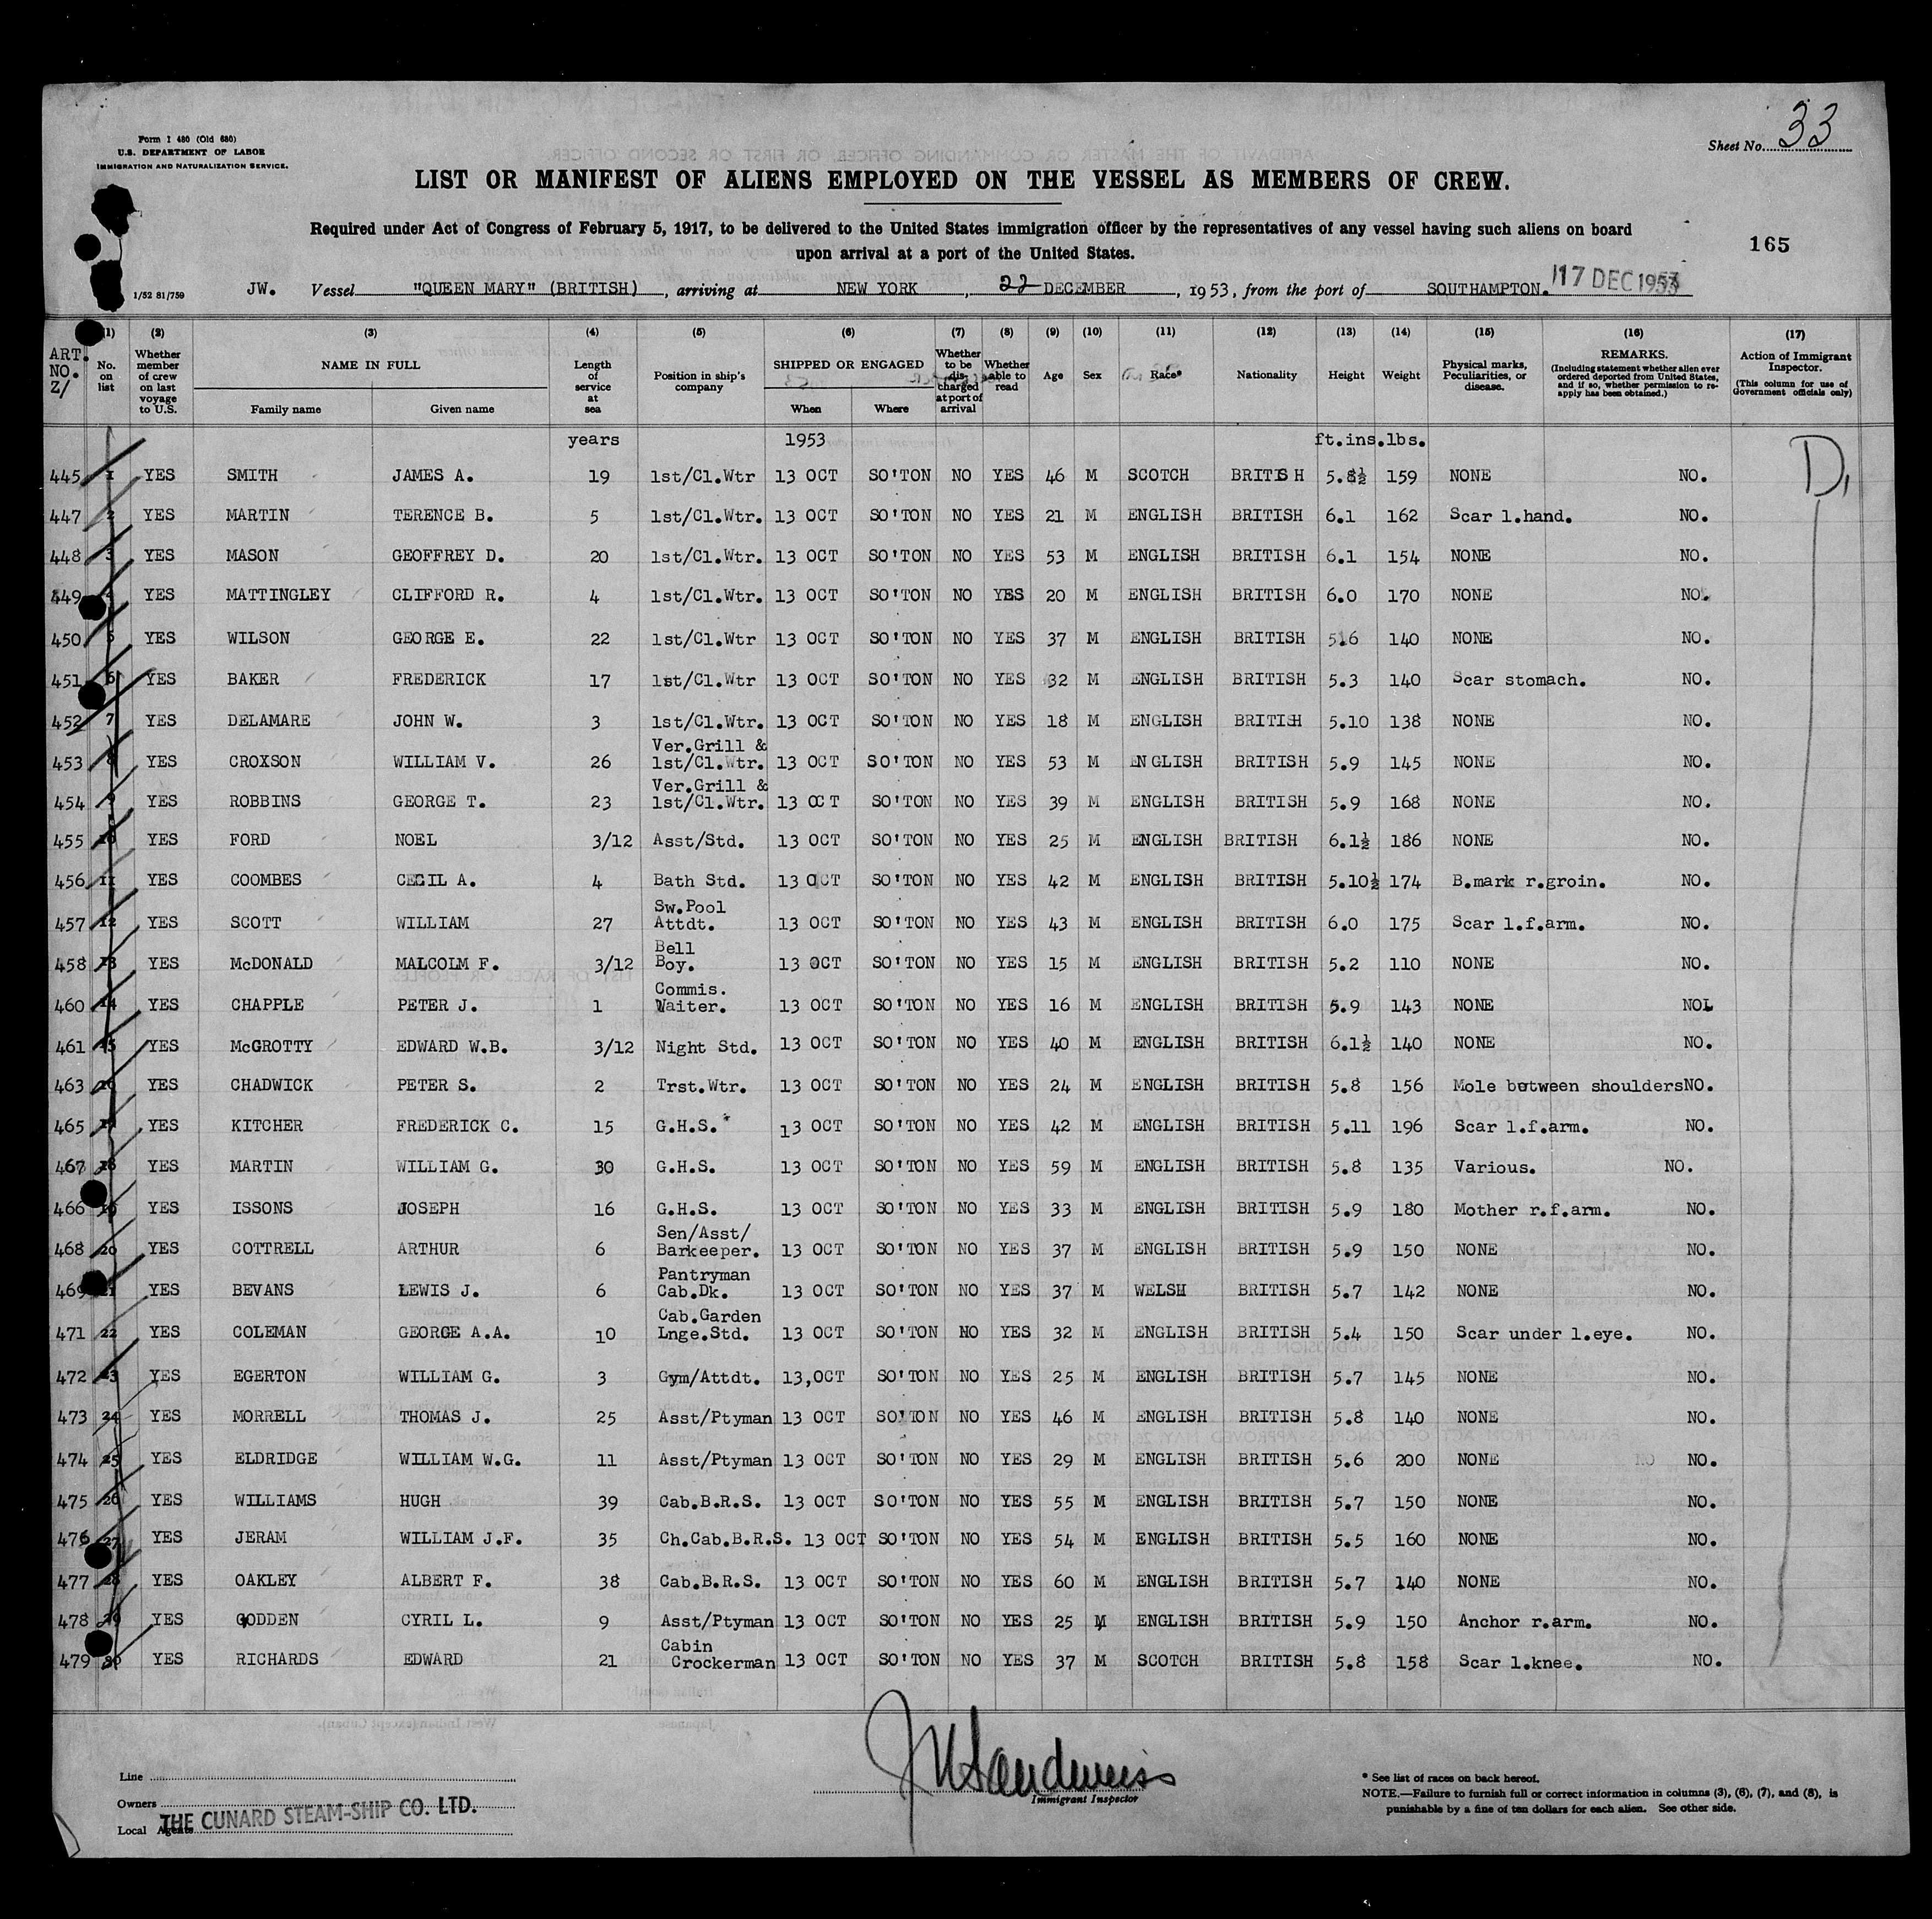 Form I 480 (Old 680)
U.S. DEPARTMENT OF LABOR
IMMIGRATION AND NATURALIZATION SERVICE.
Sheet No. 33
LIST OR MANIFEST OF ALIENS EMPLOYED ON THE VESSEL AS MEMBERS OF CREW.
Required under Act of Congress of February 5, 1917, to be delivered to the United States immigration officer by the representatives of any vessel having such aliens on board
upon arrival at a port of the United States.
165
1/52 81/759
JW. Vessel "QUEEN MARY" (BRITISH), arriving at NEW YORK, 22 DECEMBER, 1953, from the port of SOUTHAMPTON. 17 DEC 1953
ART. NO. Z/
(1) No. on list
(2) Whether member of crew on last voyage to U.S.
(3) NAME IN FULL
Family name Given name
(4) Length of service at sea
(5) Position in ship's company
(6) SHIPPED OR ENGAGED
When Where
(7) Whether to be discharged at port of arrival
(8) Whether able to read
(9) Age
(10) Sex
(11) Race*
(12) Nationality
(13) Height
(14) Weight
(15) Physical marks, Peculiarities, or disease.
(16) REMARKS.
(Including statement whether alien ever ordered deported from United States, and if so, whether permission to re-apply has been obtained.)
(17) Action of Immigrant Inspector.
(This column for use of Government officials only)
years 1953 ft.ins.lbs.
445 1 YES SMITH JAMES A. 19 1st/Cl.Wtr 13 OCT SO'TON NO YES 46 M SCOTCH BRITISH 5.8½ 159 NONE NO.
447 2 YES MARTIN TERENCE B. 5 1st/Cl.Wtr. 13 OCT SO'TON NO YES 21 M ENGLISH BRITISH 6.1 162 Scar l.hand. NO.
448 3 YES MASON GEOFFREY D. 20 1st/Cl.Wtr. 13 OCT SO'TON NO YES 53 M ENGLISH BRITISH 6.1 154 NONE NO.
449 4 YES MATTINGLEY CLIFFORD R. 4 1st/Cl.Wtr. 13 OCT SO'TON NO YES 20 M ENGLISH BRITISH 6.0 170 NONE NO.
450 5 YES WILSON GEORGE E. 22 1st/Cl.Wtr 13 OCT SO'TON NO YES 37 M ENGLISH BRITISH 5.6 140 NONE NO.
451 6 YES BAKER FREDERICK 17 1st/Cl.Wtr 13 OCT SO'TON NO YES 32 M ENGLISH BRITISH 5.3 140 Scar stomach. NO.
452 7 YES DELAMARE JOHN W. 3 1st/Cl.Wtr. 13 OCT SO'TON NO YES 18 M ENGLISH BRITISH 5.10 138 NONE NO.
453 8 YES CROXSON WILLIAM V. 26 Ver.Grill & 1st/Cl.Wtr. 13 OCT SO'TON NO YES 53 M ENGLISH BRITISH 5.9 145 NONE NO.
454 9 YES ROBBINS GEORGE T. 23 Ver.Grill & 1st/Cl.Wtr. 13 OCT SO'TON NO YES 39 M ENGLISH BRITISH 5.9 168 NONE NO.
455 10 YES FORD NOEL 3/12 Asst/Std. 13 OCT SO'TON NO YES 25 M ENGLISH BRITISH 6.1½ 186 NONE NO.
456 11 YES COOMBES CECIL A. 4 Bath Std. 13 OCT SO'TON NO YES 42 M ENGLISH BRITISH 5.10½ 174 B.mark r.groin. NO.
457 12 YES SCOTT WILLIAM 27 Sw.Pool Attdt. 13 OCT SO'TON NO YES 43 M ENGLISH BRITISH 6.0 175 Scar l.f.arm. NO.
458 13 YES McDONALD MALCOLM F. 3/12 Bell Boy. 13 OCT SO'TON NO YES 15 M ENGLISH BRITISH 5.2 110 NONE NO.
460 14 YES CHAPPLE PETER J. 1 Commis. Waiter. 13 OCT SO'TON NO YES 16 M ENGLISH BRITISH 5.9 143 NONE NOL
461 15 YES McGROTTY EDWARD W.B. 3/12 Night Std. 13 OCT SO'TON NO YES 40 M ENGLISH BRITISH 6.1½ 140 NONE NO.
463 16 YES CHADWICK PETER S. 2 Trst.Wtr. 13 OCT SO'TON NO YES 24 M ENGLISH BRITISH 5.8 156 Mole between shoulders NO.
465 17 YES KITCHER FREDERICK C. 15 G.H.S. 13 OCT SO'TON NO YES 42 M ENGLISH BRITISH 5.11 196 Scar l.f.arm. NO.
467 18 YES MARTIN WILLIAM G. 30 G.H.S. 13 OCT SO'TON NO YES 59 M ENGLISH BRITISH 5.8 135 Various. NO.
466 19 YES ISSONS JOSEPH 16 G.H.S. 13 OCT SO'TON NO YES 33 M ENGLISH BRITISH 5.9 180 Mother r.f.arm. NO.
468 20 YES COTTRELL ARTHUR 6 Sen/Asst/ Barkeeper. 13 OCT SO'TON NO YES 37 M ENGLISH BRITISH 5.9 150 NONE NO.
469 21 YES BEVANS LEWIS J. 6 Pantryman Cab.Dk. 13 OCT SO'TON NO YES 37 M WELSH BRITISH 5.7 142 NONE NO.
471 22 YES COLEMAN GEORGE A.A. 10 Cab.Garden Lnge.Std. 13 OCT SO'TON NO YES 32 M ENGLISH BRITISH 5.4 150 Scar under l.eye. NO.
472 23 YES EGERTON WILLIAM G. 3 Gym/Attdt. 13,OCT SO'TON NO YES 25 M ENGLISH BRITISH 5.7 145 NONE NO.
473 24 YES MORRELL THOMAS J. 25 Asst/Ptyman 13 OCT SO'TON NO YES 46 M ENGLISH BRITISH 5.8 140 NONE NO.
474 25 YES ELDRIDGE WILLIAM W.G. 11 Asst/Ptyman 13 OCT SO'TON NO YES 29 M ENGLISH BRITISH 5.6 200 NONE NO.
475 26 YES WILLIAMS HUGH 39 Cab.B.R.S. 13 OCT SO'TON NO YES 55 M ENGLISH BRITISH 5.7 150 NONE NO.
476 27 YES JERAM WILLIAM J.F. 35 Ch.Cab.B.R.S. 13 OCT SO'TON NO YES 54 M ENGLISH BRITISH 5.5 160 NONE NO.
477 28 YES OAKLEY ALBERT F. 38 Cab.B.R.S. 13 OCT SO'TON NO YES 60 M ENGLISH BRITISH 5.7 140 NONE NO.
478 29 YES GODDEN CYRIL L. 9 Asst/Ptyman 13 OCT SO'TON NO YES 25 M ENGLISH BRITISH 5.9 150 Anchor r.arm. NO.
479 30 YES RICHARDS EDWARD 21 Cabin Crockerman 13 OCT SO'TON NO YES 37 M SCOTCH BRITISH 5.8 158 Scar l.knee. NO.
Line
Owners
THE CUNARD STEAM-SHIP CO. LTD.
Local Agents
Immigrant Inspector
* See list of races on back hereof.
NOTE.—Failure to furnish full or correct information in columns (3), (6), (7), and (8), is
punishable by a fine of ten dollars for each alien. See other side.